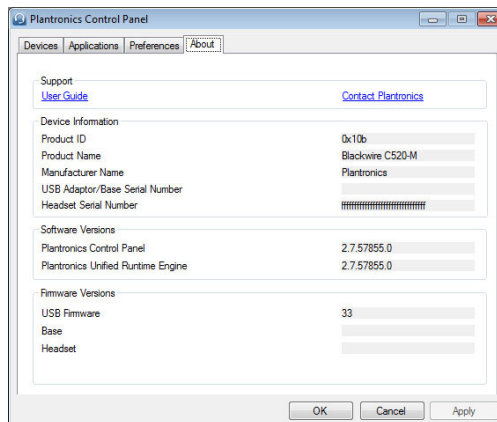 Plantronics Control Panel
Devices Applications Preferences About
Support
User Guide Contact Plantronics
Device Information
Product ID 0x10b
Product Name Blackwire C520-M
Manufacturer Name Plantronics
USB Adaptor/Base Serial Number
Headset Serial Number ffffffffffffffffffffffffffffffff
Software Versions
Plantronics Control Panel 2.7.57855.0
Plantronics Unified Runtime Engine 2.7.57855.0
Firmware Versions
USB Firmware 33
Base
Headset
OK Cancel Apply